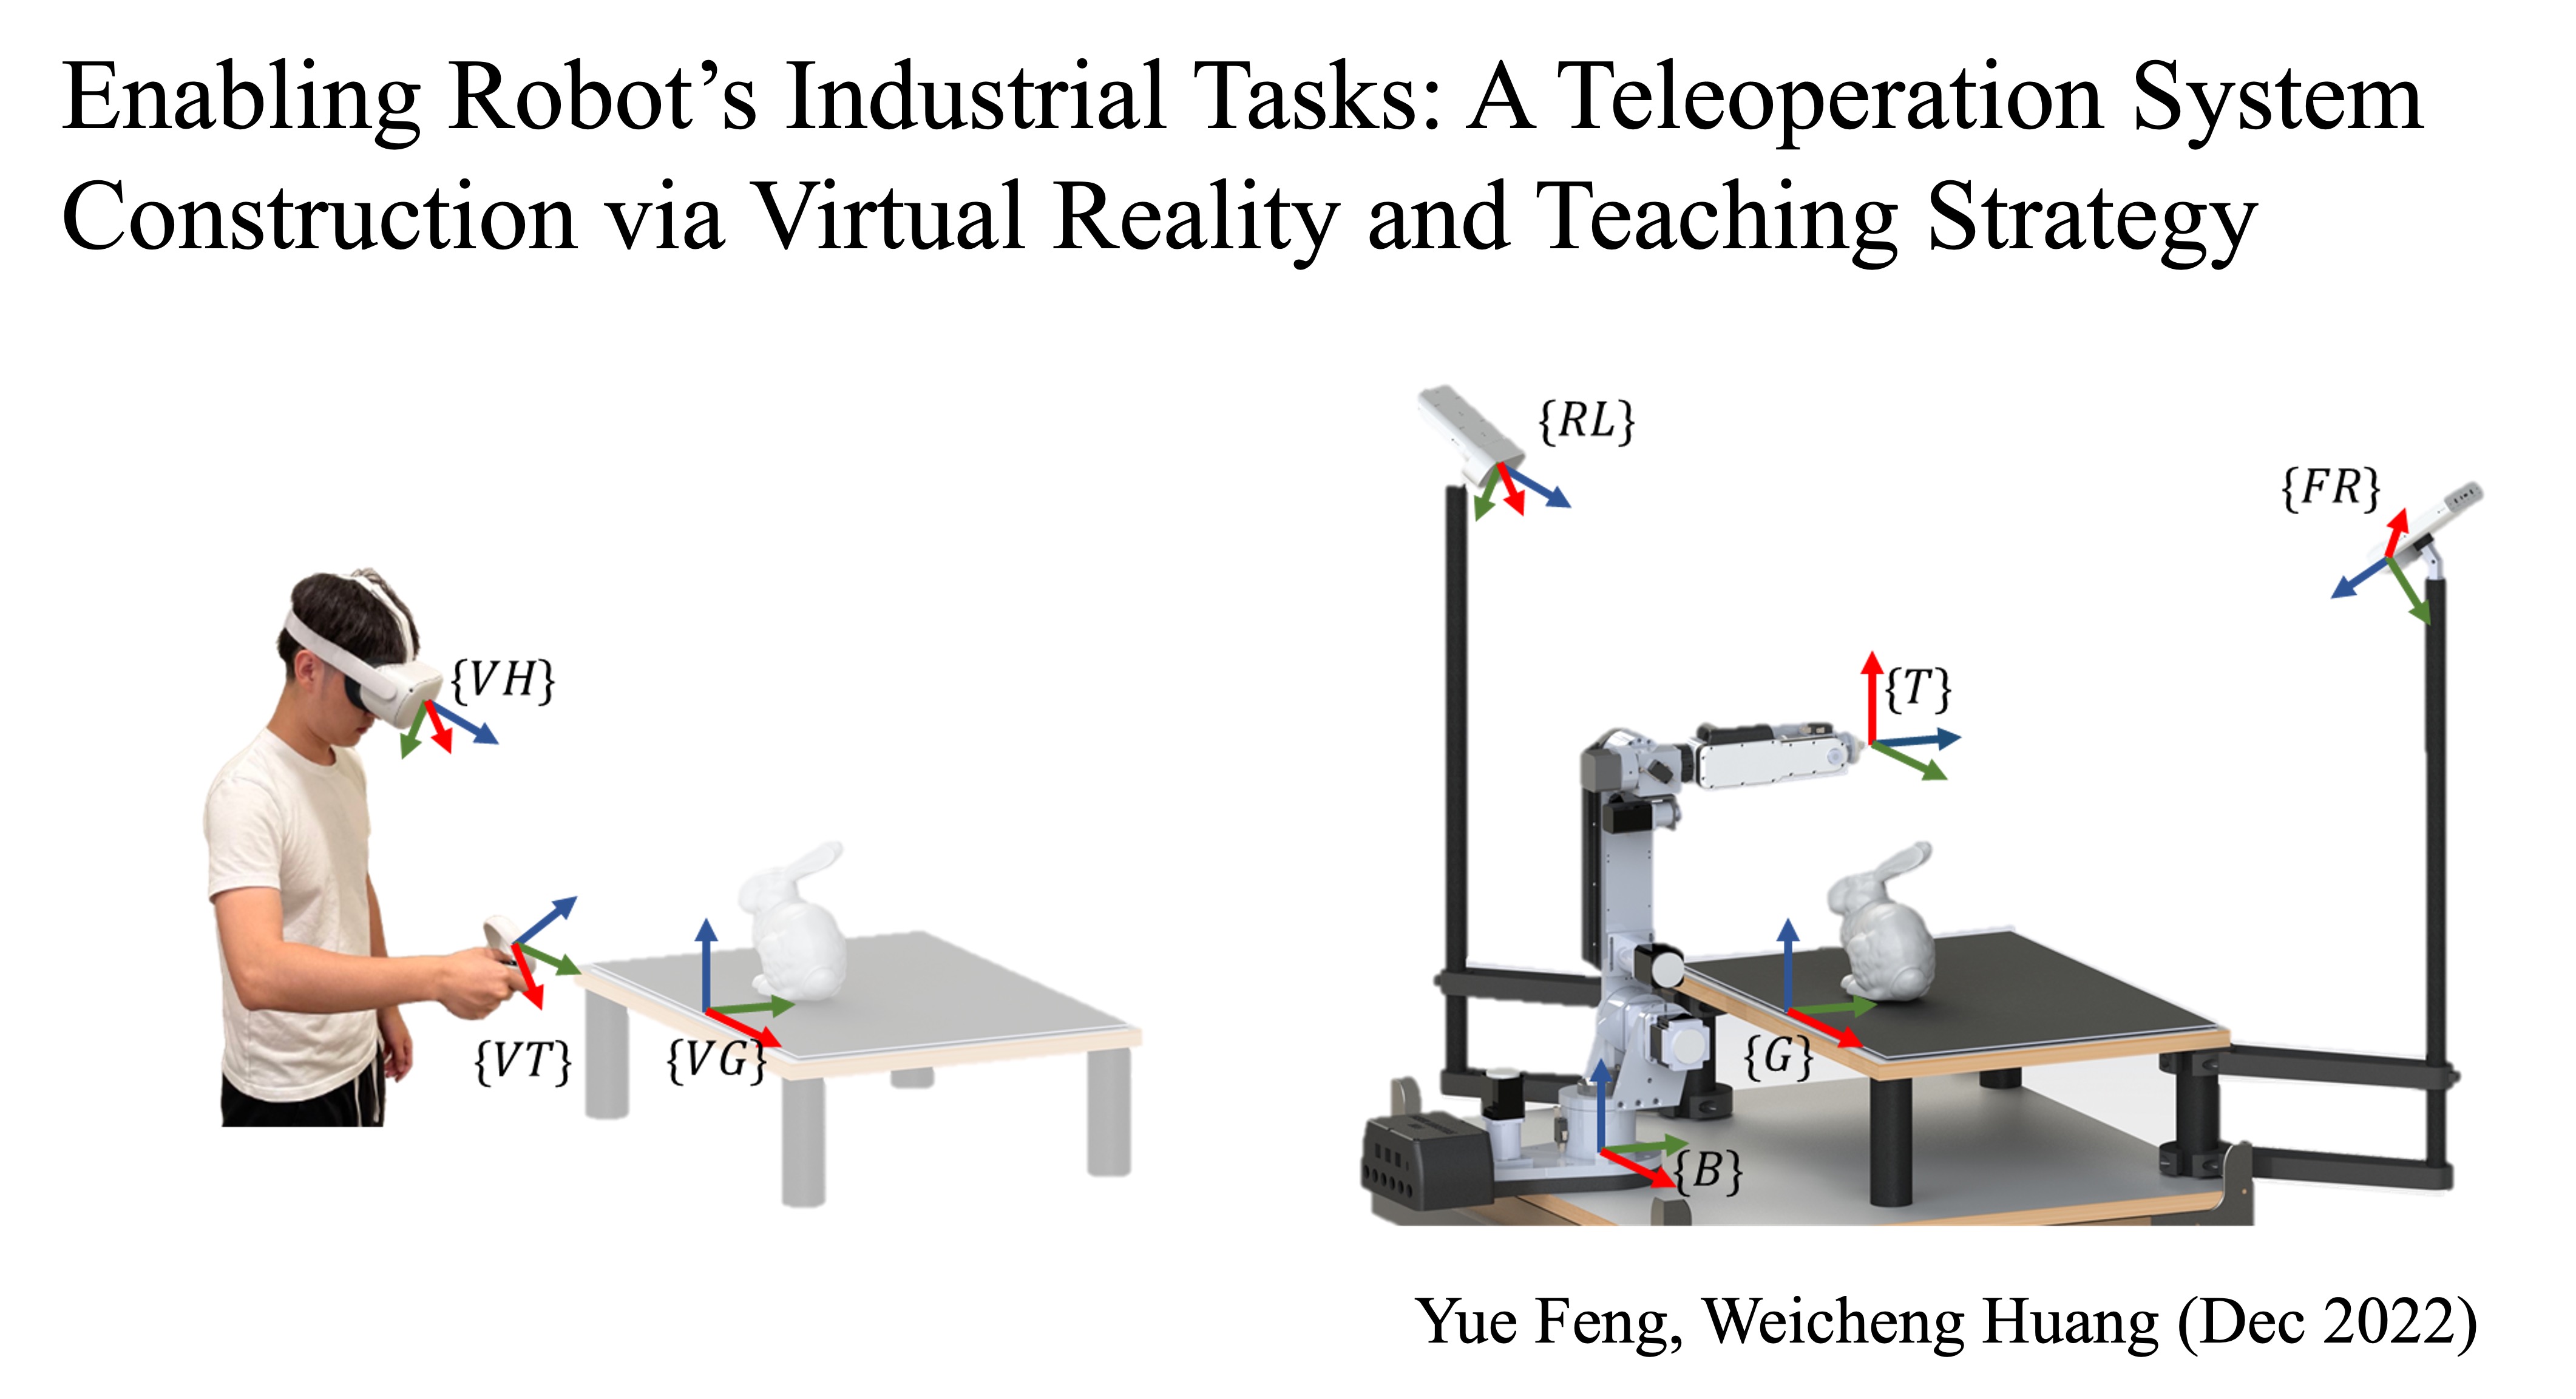 Enabling Robot’s Industrial Tasks: A Teleoperation System
Construction via Virtual Reality and Teaching Strategy
{RL}
{FR}
{VH}
{T}
{VT}
{VG}
{G}
{B}
Yue Feng, Weicheng Huang (Dec 2022)